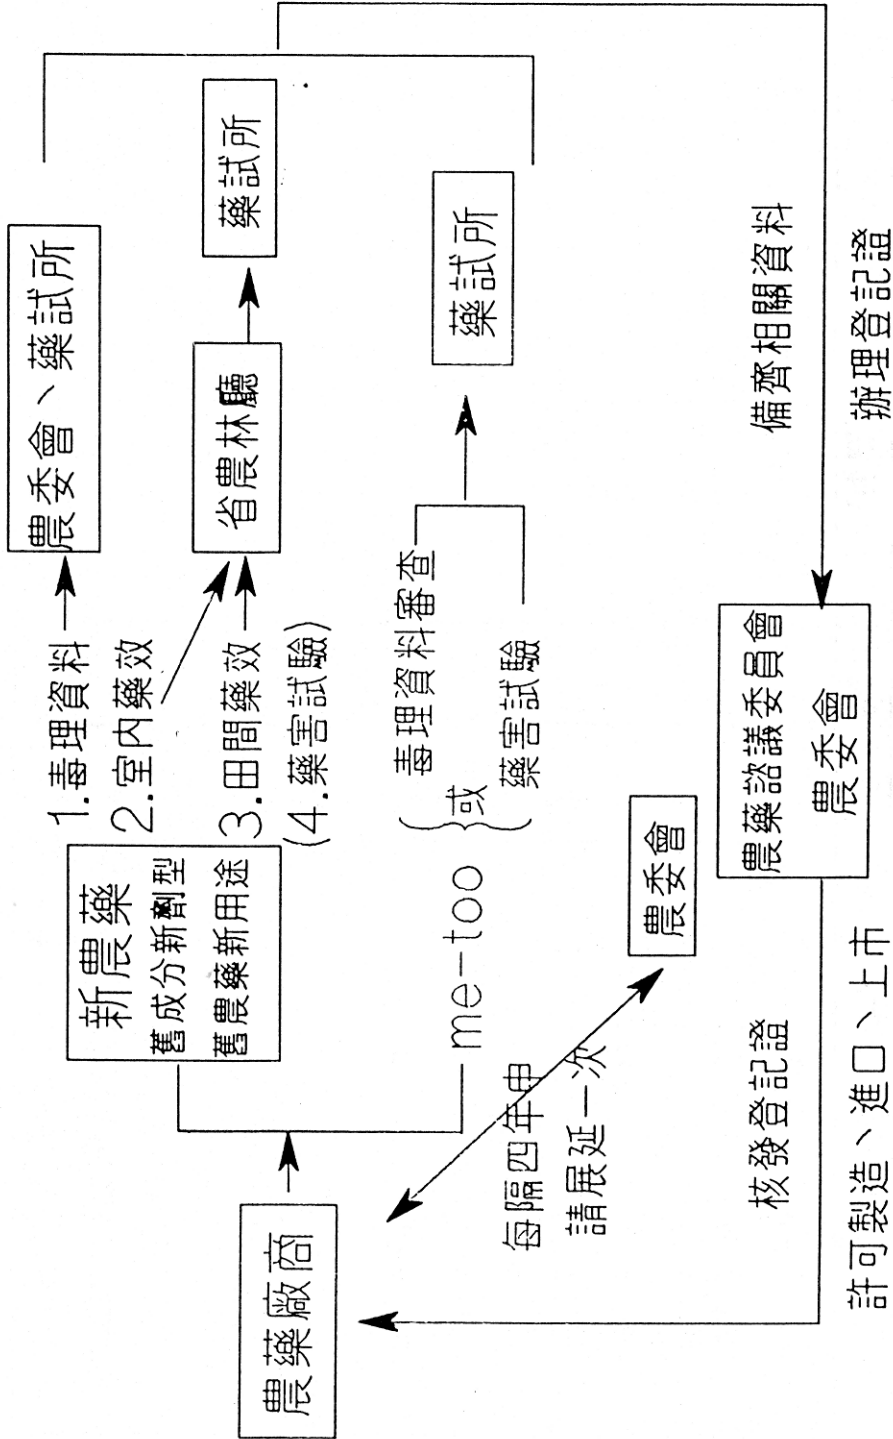 農藥廠商
新農藥
舊成分新劑型
舊農藥新用途
1.毒理資料
2.室內藥效
3.田間藥效
(4.藥害試驗)
農委會、藥試所
省農林廳
藥試所
me-too
毒理資料審查
或
藥害試驗
藥試所
每隔四年申
請展延一次
農委會
備齊相關資料
辦理登記證
農藥諮議委員會
農委會
核發登記證
許可製造、進口、上市